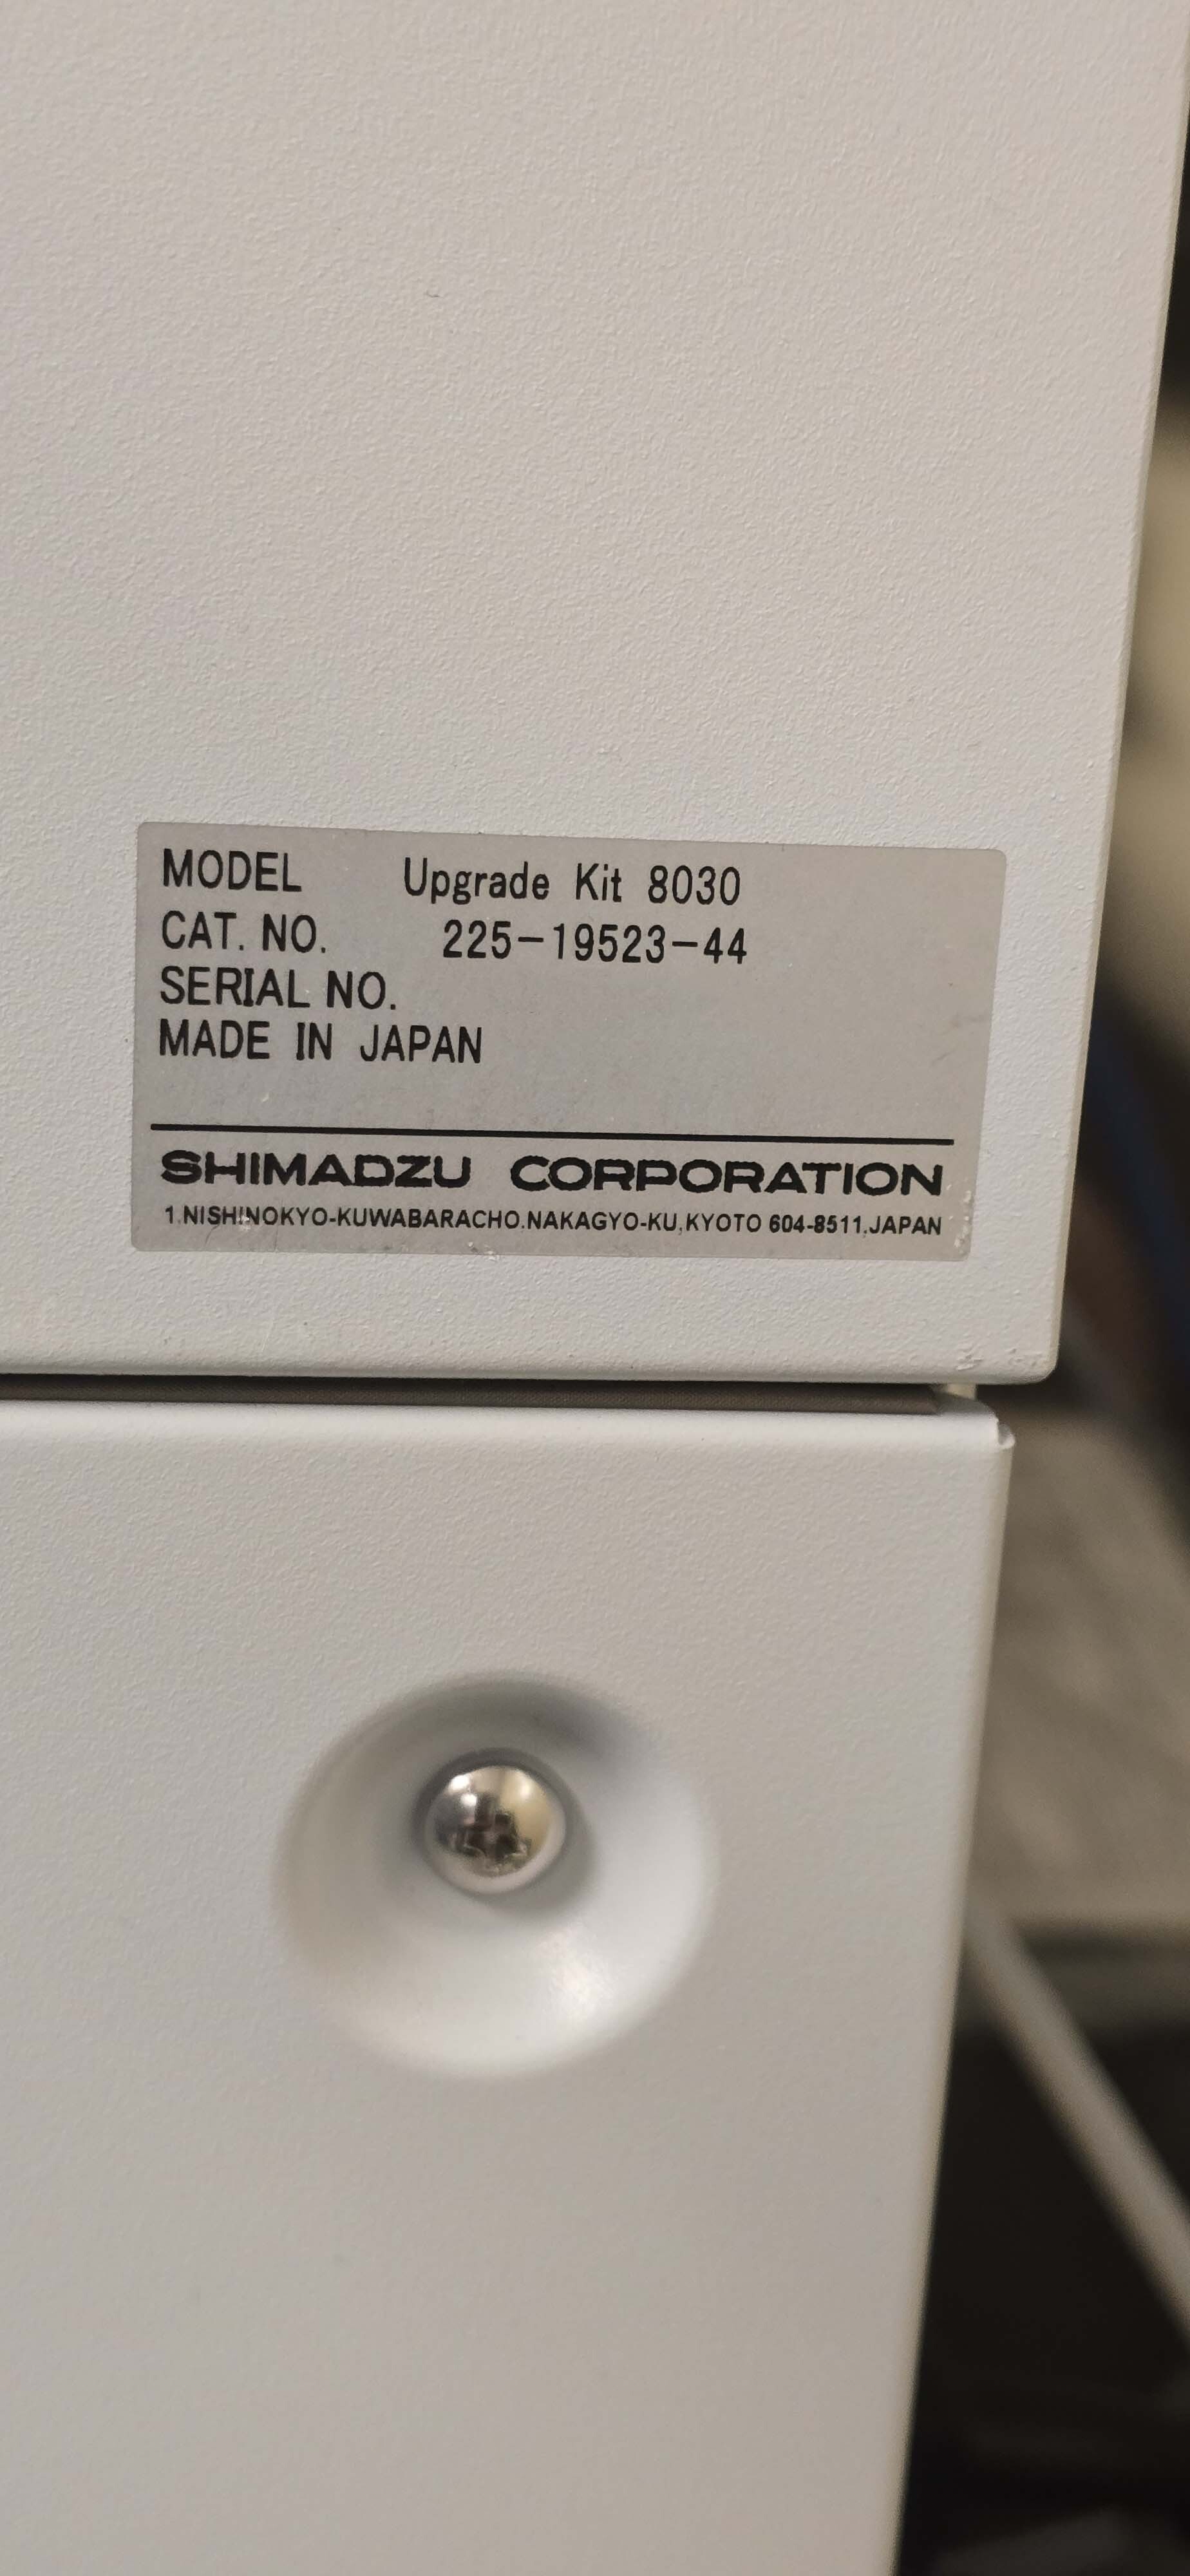 MODEL Upgrade Kit 8030
CAT. NO. 225-19523-44
SERIAL NO.
MADE IN JAPAN
SHIMADZU CORPORATION
1.NISHINOKYO-KUWABARACHO.NAKAGYO-KU,KYOTO 604-8511,JAPAN